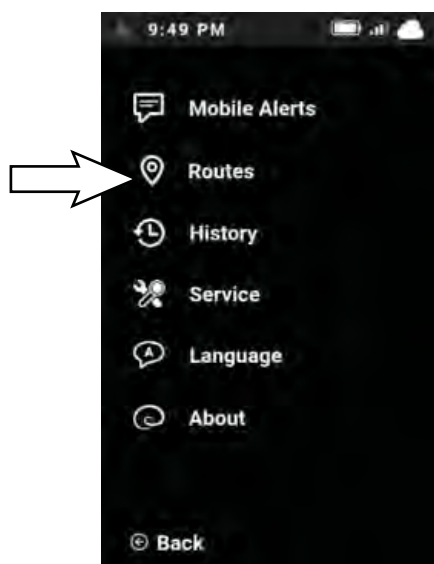 9:49 PM
Mobile Alerts
Routes
History
Service
A Language
About
Back